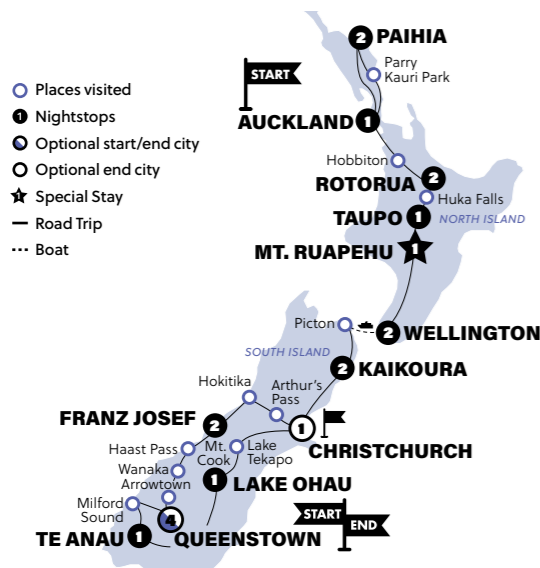 2 PAIHIA
Parry
Kauri Park
START
Places visited
1 Nightstops
Optional start/end city
Optional end city
1 Special Stay
Road Trip
Boat
AUCKLAND 1
Hobbiton
ROTORUA 2
Huka Falls
TAUPO 1
NORTH ISLAND
MT. RUAPEHU 1
Picton
2 WELLINGTON
SOUTH ISLAND
2 KAIKOURA
Hokitika
Arthur's
Pass
FRANZ JOSEF 2
1
CHRISTCHURCH
Haast Pass
Mt.
Cook
Lake
Tekapo
Wanaka
Arrowtown
1 LAKE OHAU
Milford
Sound
START
END
4
TE ANAU 1
QUEENSTOWN